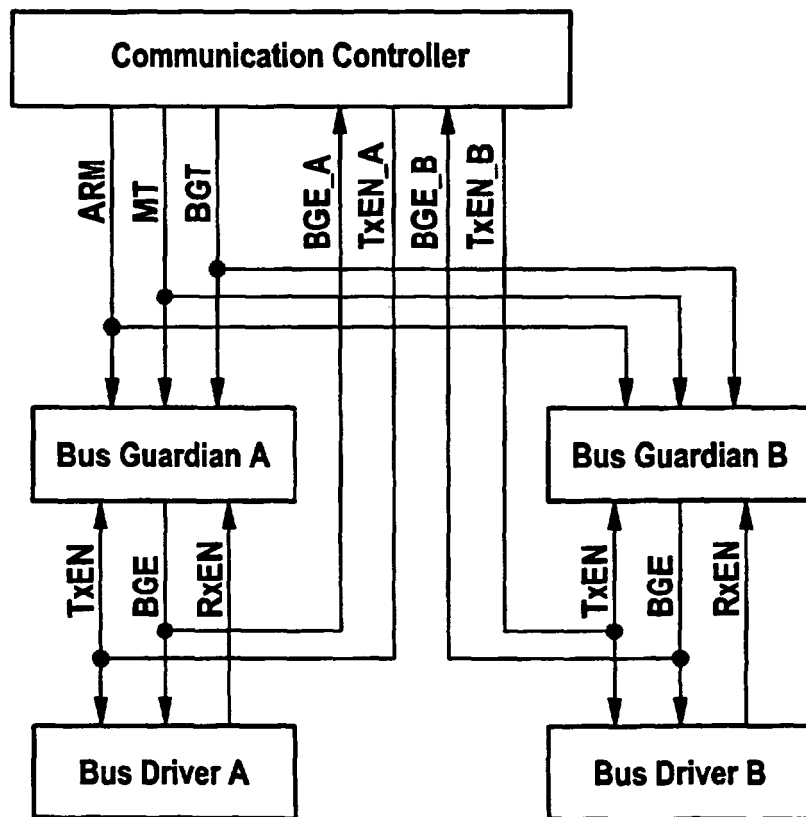 Communication Controller
ARM
MT
BGT
BGE_A
TxEN_A
BGE_B
TxEN_B
Bus Guardian A
Bus Guardian B
TxEN
BGE
RxEN
TxEN
BGE
RxEN
Bus Driver A
Bus Driver B